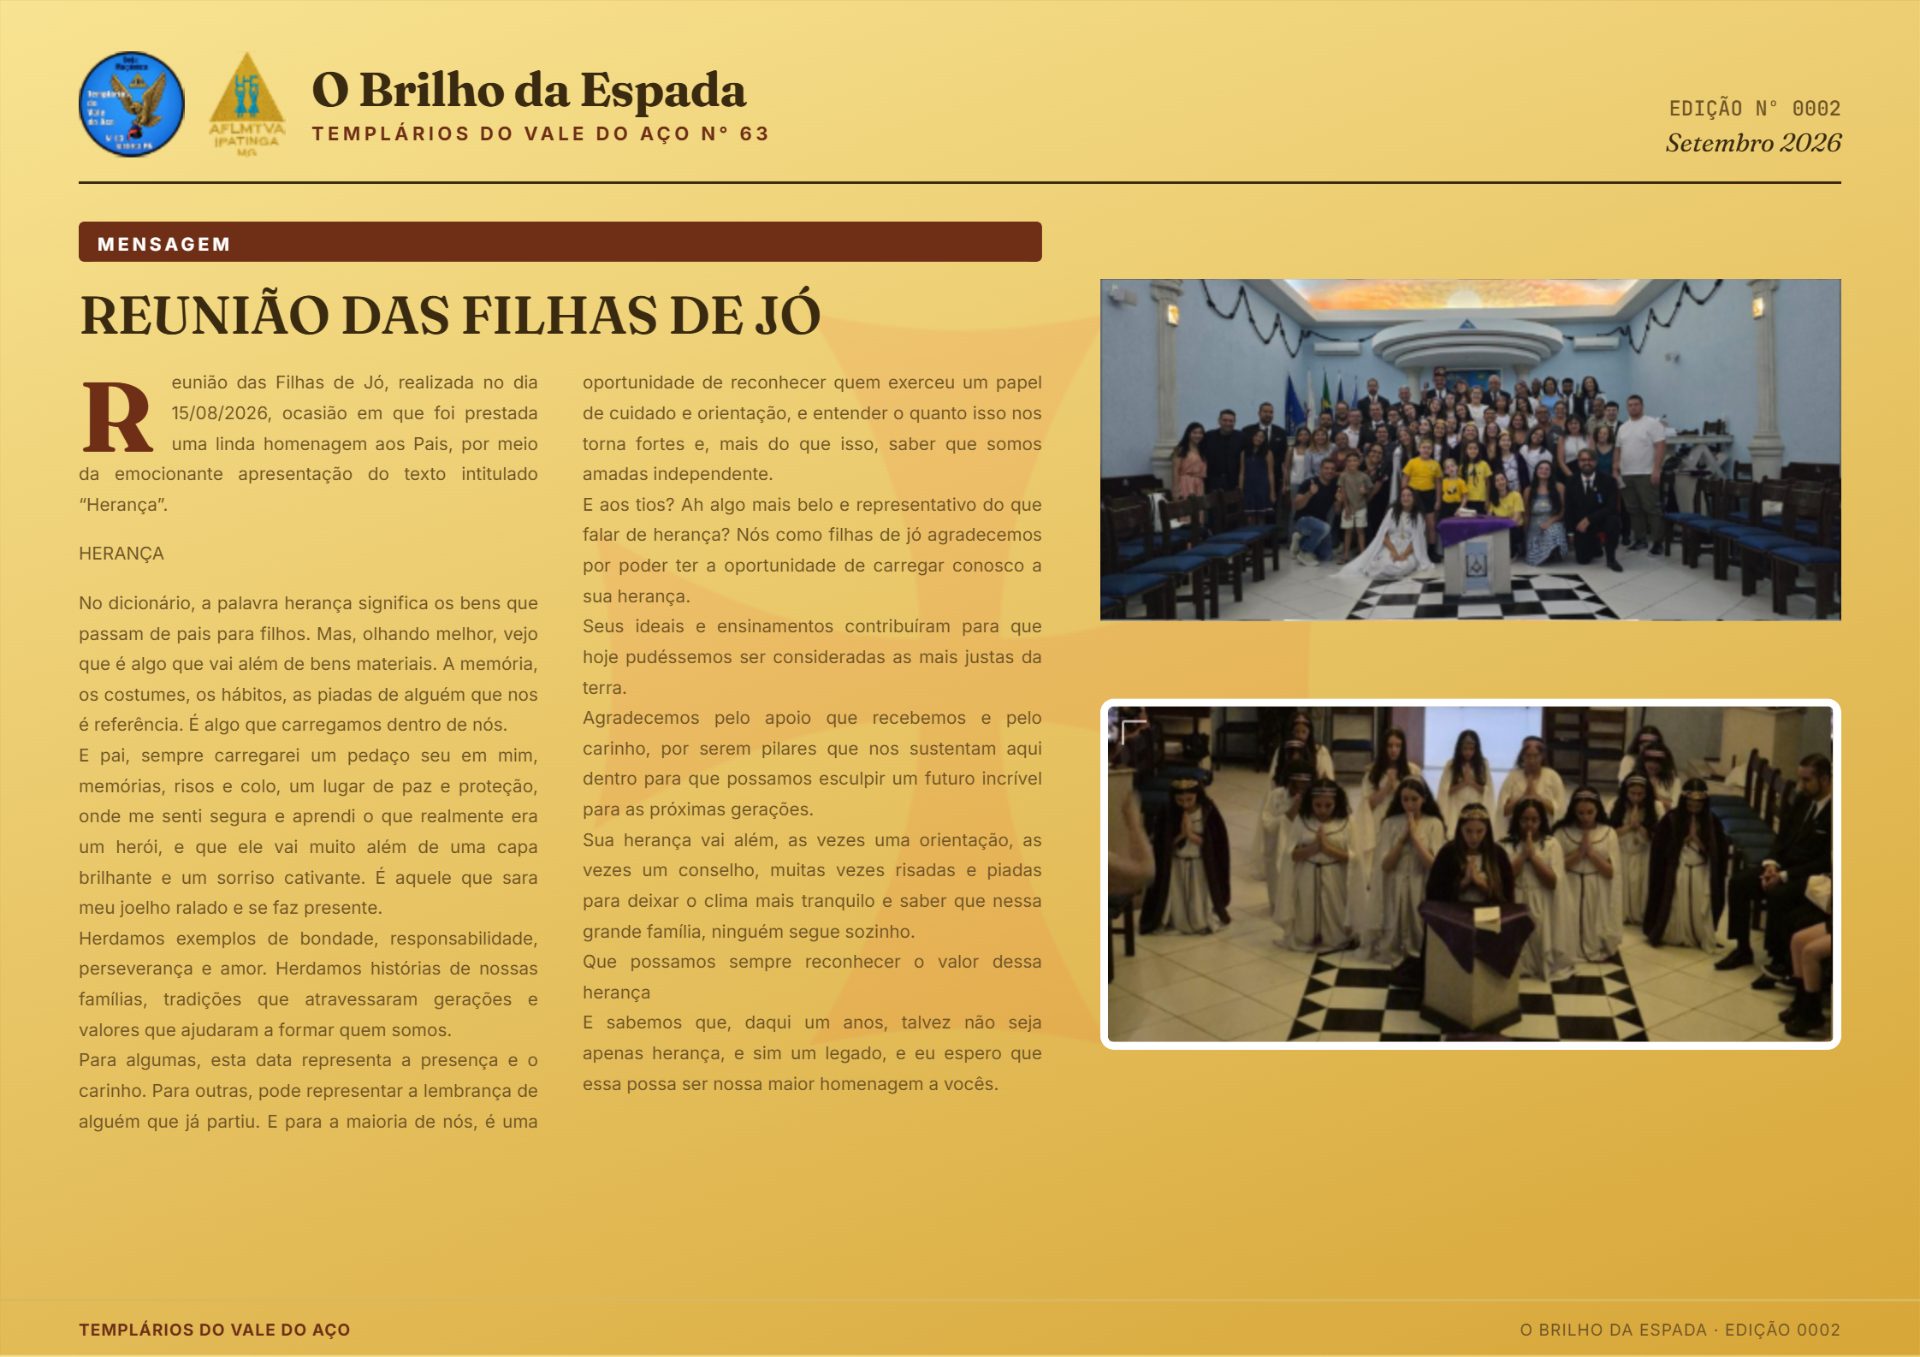 Templários
do
Vale
do Aço
AFLMTVA
IPATINGA
MG
O Brilho da Espada
TEMPLÁRIOS DO VALE DO AÇO N° 63
EDIÇÃO N° 0002
Setembro 2026
MENSAGEM
REUNIÃO DAS FILHAS DE JÓ
Reunião das Filhas de Jó, realizada no dia
15/08/2026, ocasião em que foi prestada
uma linda homenagem aos Pais, por meio
da emocionante apresentação do texto intitulado
“Herança”.
HERANÇA
No dicionário, a palavra herança significa os bens que
passam de pais para filhos. Mas, olhando melhor, vejo
que é algo que vai além de bens materiais. A memória,
os costumes, os hábitos, as piadas de alguém que nos
é referência. É algo que carregamos dentro de nós.
E pai, sempre carregarei um pedaço seu em mim,
memórias, risos e colo, um lugar de paz e proteção,
onde me senti segura e aprendi o que realmente era
um herói, e que ele vai muito além de uma capa
brilhante e um sorriso cativante. É aquele que sara
meu joelho ralado e se faz presente.
Herdamos exemplos de bondade, responsabilidade,
perseverança e amor. Herdamos histórias de nossas
famílias, tradições que atravessaram gerações e
valores que ajudaram a formar quem somos.
Para algumas, esta data representa a presença e o
carinho. Para outras, pode representar a lembrança de
alguém que já partiu. E para a maioria de nós, é uma
oportunidade de reconhecer quem exerceu um papel
de cuidado e orientação, e entender o quanto isso nos
torna fortes e, mais do que isso, saber que somos
amadas independente.
E aos tios? Ah algo mais belo e representativo do que
falar de herança? Nós como filhas de jó agradecemos
por poder ter a oportunidade de carregar conosco a
sua herança.
Seus ideais e ensinamentos contribuíram para que
hoje pudéssemos ser consideradas as mais justas da
terra.
Agradecemos pelo apoio que recebemos e pelo
carinho, por serem pilares que nos sustentam aqui
dentro para que possamos esculpir um futuro incrível
para as próximas gerações.
Sua herança vai além, as vezes uma orientação, as
vezes um conselho, muitas vezes risadas e piadas
para deixar o clima mais tranquilo e saber que nessa
grande família, ninguém segue sozinho.
Que possamos sempre reconhecer o valor dessa
herança
E sabemos que, daqui um anos, talvez não seja
apenas herança, e sim um legado, e eu espero que
essa possa ser nossa maior homenagem a vocês.
TEMPLÁRIOS DO VALE DO AÇO
O BRILHO DA ESPADA · EDIÇÃO 0002